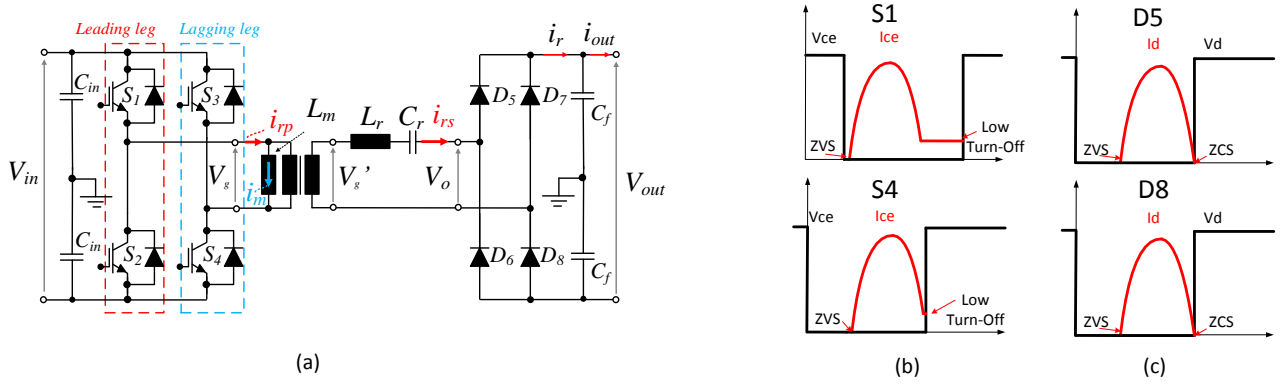 Leading leg
Lagging leg
i_r
i_out
C_in
S_1
S_3
D_5
D_7
C_f
i_rp
L_m
L_r
C_r
i_rs
V_in
V_g
i_m
V_g'
V_o
V_out
C_in
S_2
S_4
D_6
D_8
C_f
(a)
S1
Vce
Ice
ZVS
Low
Turn-Off
S4
Vce
Ice
ZVS
Low
Turn-Off
(b)
D5
Id
Vd
ZVS
ZCS
D8
Id
Vd
ZVS
ZCS
(c)